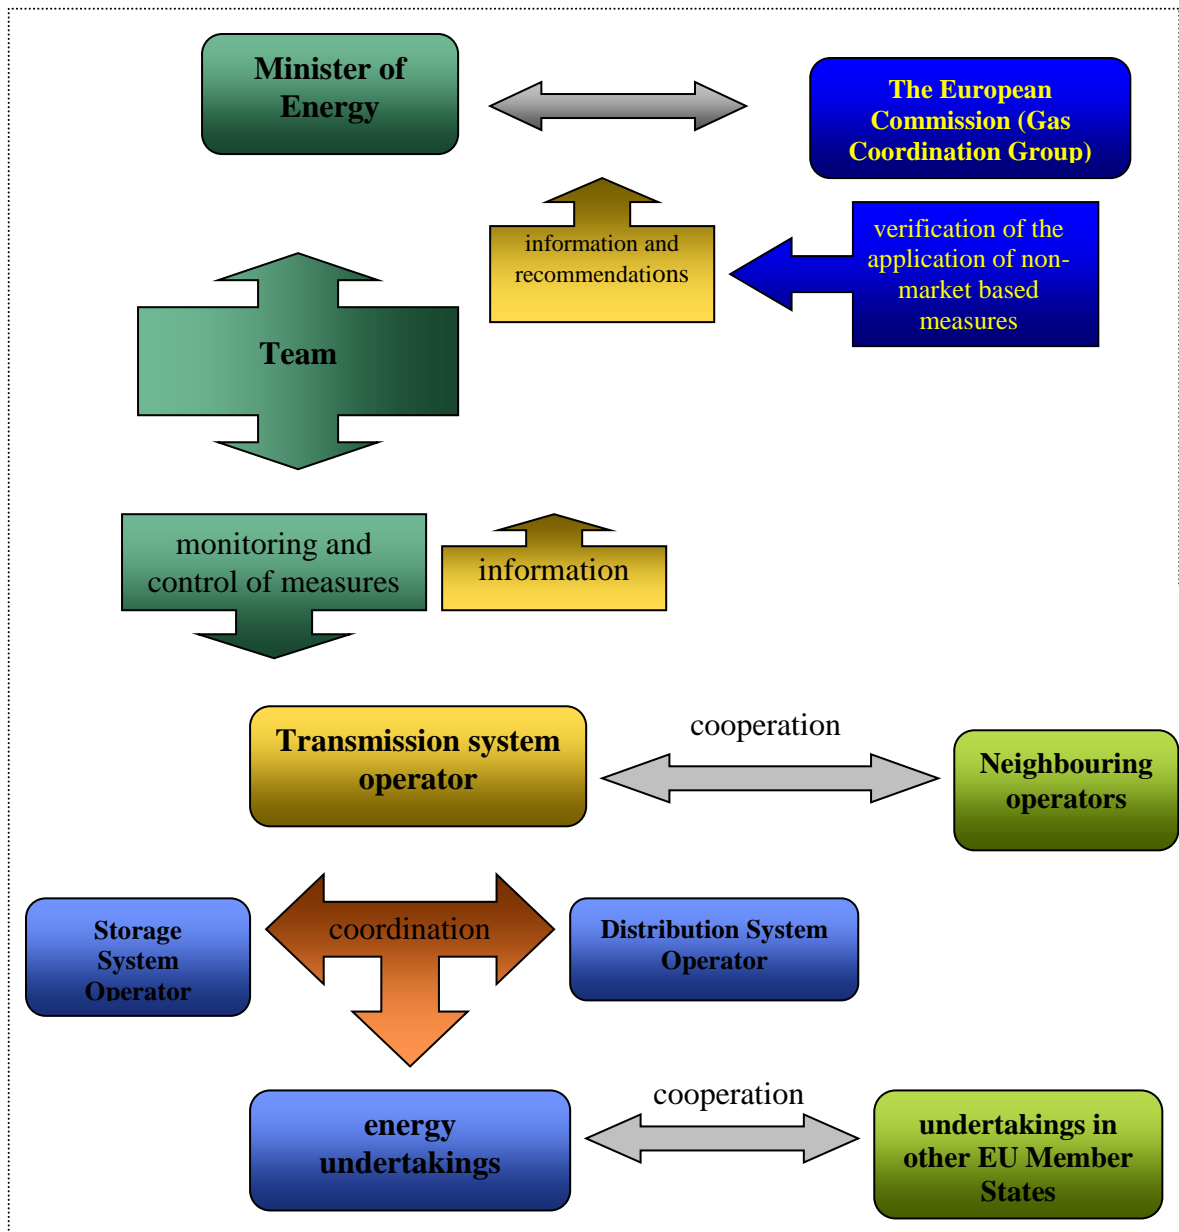 Minister of
Energy
The European
Commission (Gas
Coordination Group)
information and
recommendations
verification of the
application of non-
market based
measures
Team
monitoring and
control of measures
information
Transmission system
operator
cooperation
Neighbouring
operators
Storage
System
Operator
coordination
Distribution System
Operator
energy
undertakings
cooperation
undertakings in
other EU Member
States